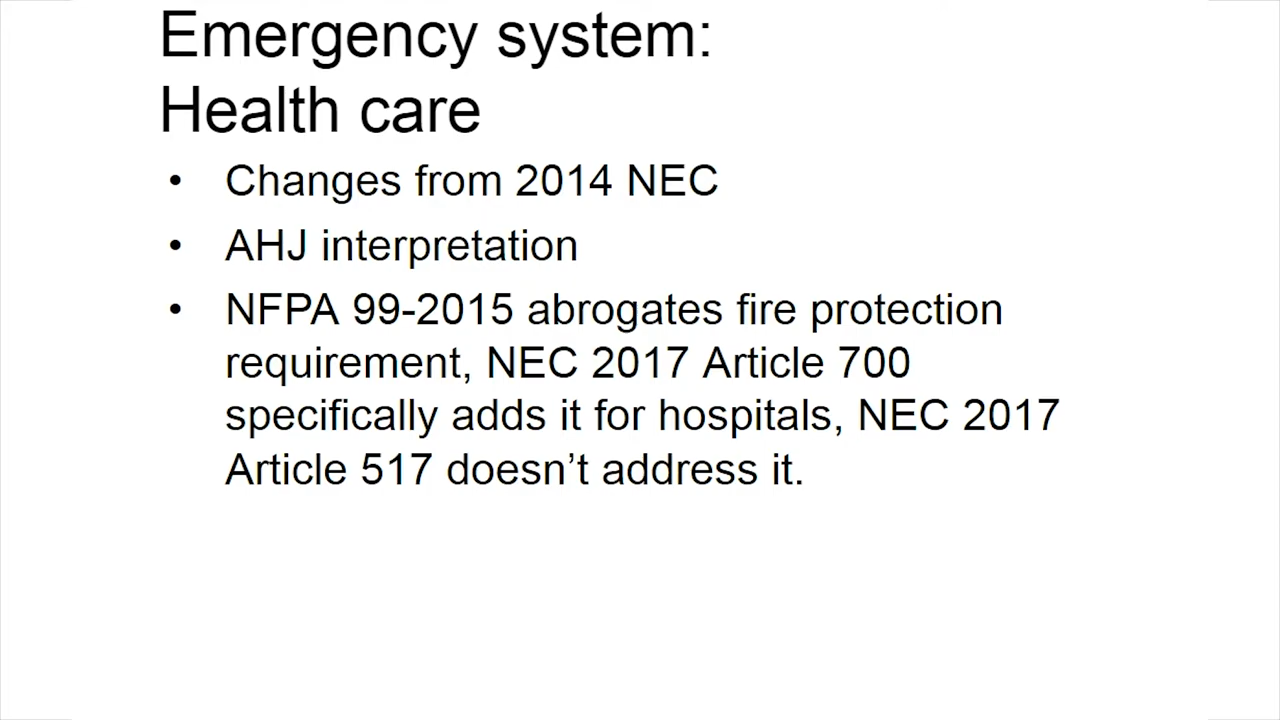 Emergency system:
Health care
• Changes from 2014 NEC
• AHJ interpretation
• NFPA 99-2015 abrogates fire protection
requirement, NEC 2017 Article 700
specifically adds it for hospitals, NEC 2017
Article 517 doesn’t address it.